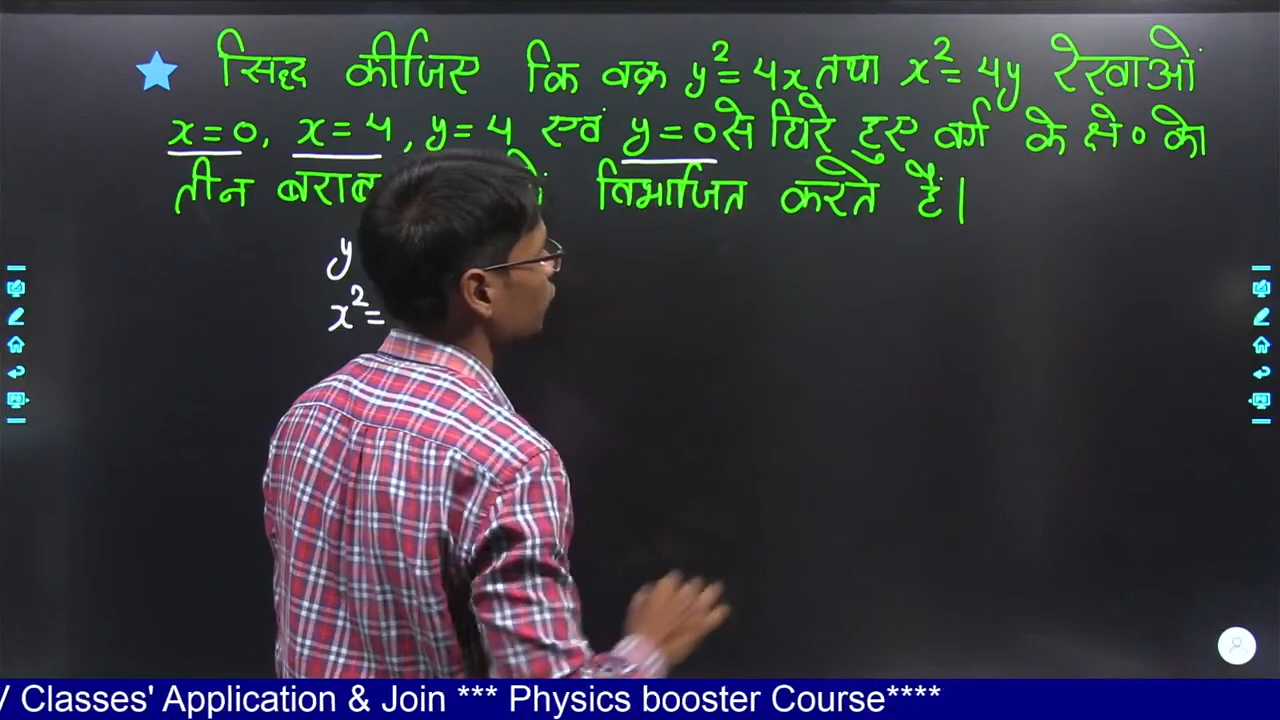 सिद्ध कीजिए कि वक्र y² = 4x तथा x² = 4y रेखाओं
x = 0, x = 4, y = 4 एवं y = 0 से घिरे हुए वर्ग के क्षे० को
तीन विभाजित करते हैं।
y
x² =
Classes' Application & Join *** Physics booster Course****